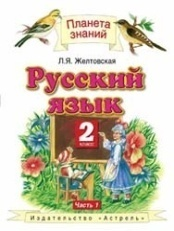 Планета
знаний
Л.Я. Желтовская
Русский
язык
2
класс
Часть 1
Издательство «Астрель»